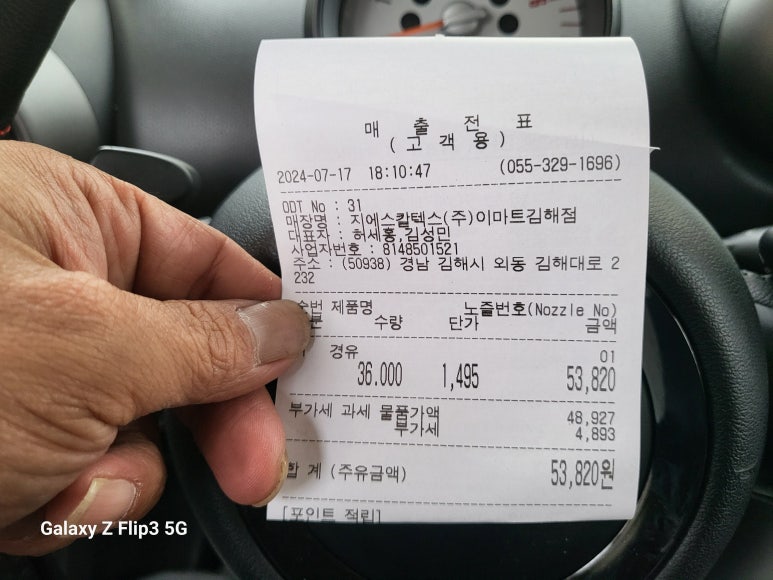 매 출 전 표
(고객용)
2024-07-17 18:10:47 (055-329-1696)
ODT No : 31
매장명 : 지에스칼텍스(주)이마트김해점
대표자 : 허세홍,김성민
사업자번호 : 8148501521
주소 : (50938) 경남 김해시 외동 김해대로 2
232
순번 제품명 노즐번호(Nozzle No)
수량 단가 금액
경유 01
36.000 1,495 53,820
부가세 과세 물품가액 48,927
부가세 4,893
합 계 (주유금액) 53,820원
[포인트 적립]
Galaxy Z Flip3 5G